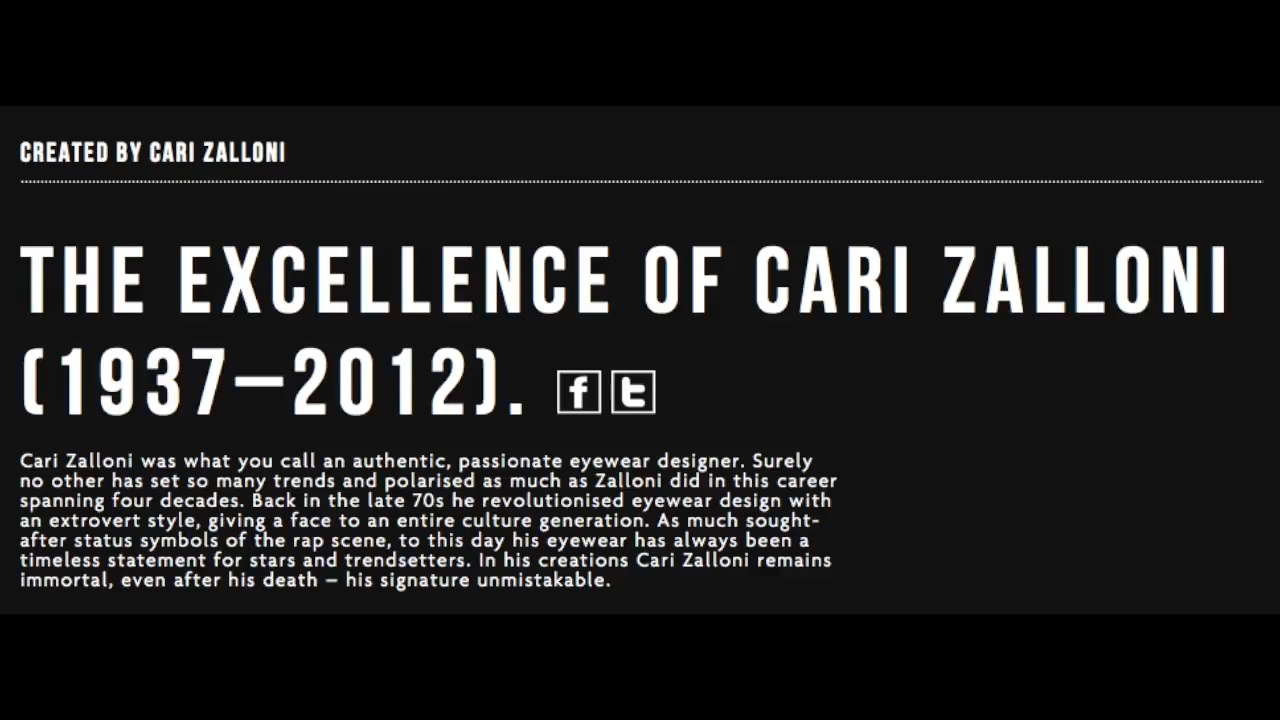 CREATED BY CARI ZALLONI
THE EXCELLENCE OF CARI ZALLONI
(1937–2012). f t
Cari Zalloni was what you call an authentic, passionate eyewear designer. Surely
no other has set so many trends and polarised as much as Zalloni did in this career
spanning four decades. Back in the late 70s he revolutionised eyewear design with
an extrovert style, giving a face to an entire culture generation. As much sought-
after status symbols of the rap scene, to this day his eyewear has always been a
timeless statement for stars and trendsetters. In his creations Cari Zalloni remains
immortal, even after his death – his signature unmistakable.